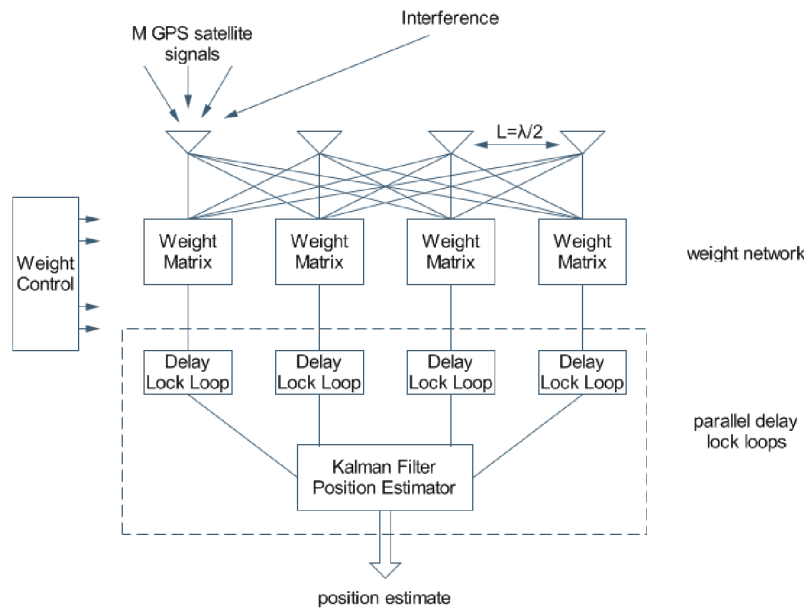 M GPS satellite
signals
Interference
L=λ/2
Weight
Control
Weight
Matrix
Weight
Matrix
Weight
Matrix
Weight
Matrix
weight network
Delay
Lock Loop
Delay
Lock Loop
Delay
Lock Loop
Delay
Lock Loop
parallel delay
lock loops
Kalman Filter
Position Estimator
position estimate